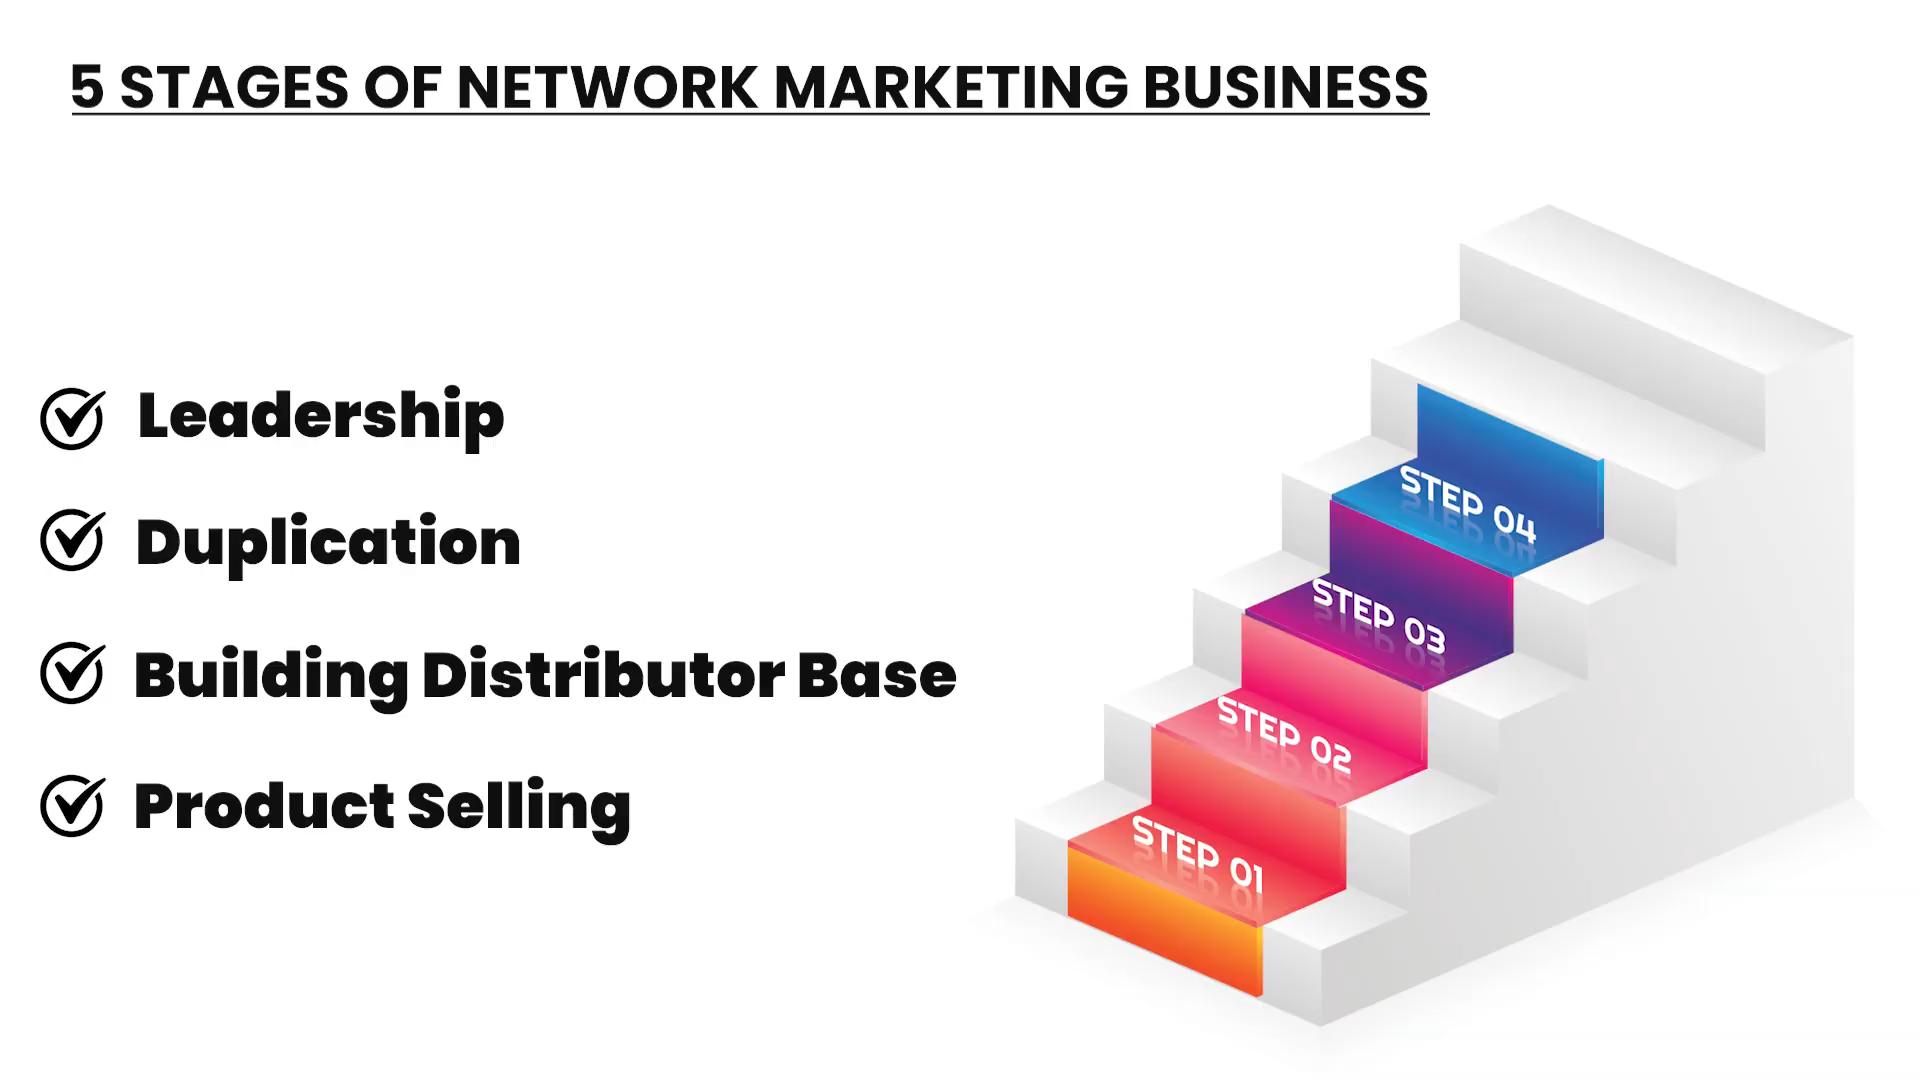 5 STAGES OF NETWORK MARKETING BUSINESS
Leadership
Duplication
Building Distributor Base
Product Selling
STEP 04
STEP 03
STEP 02
STEP 01